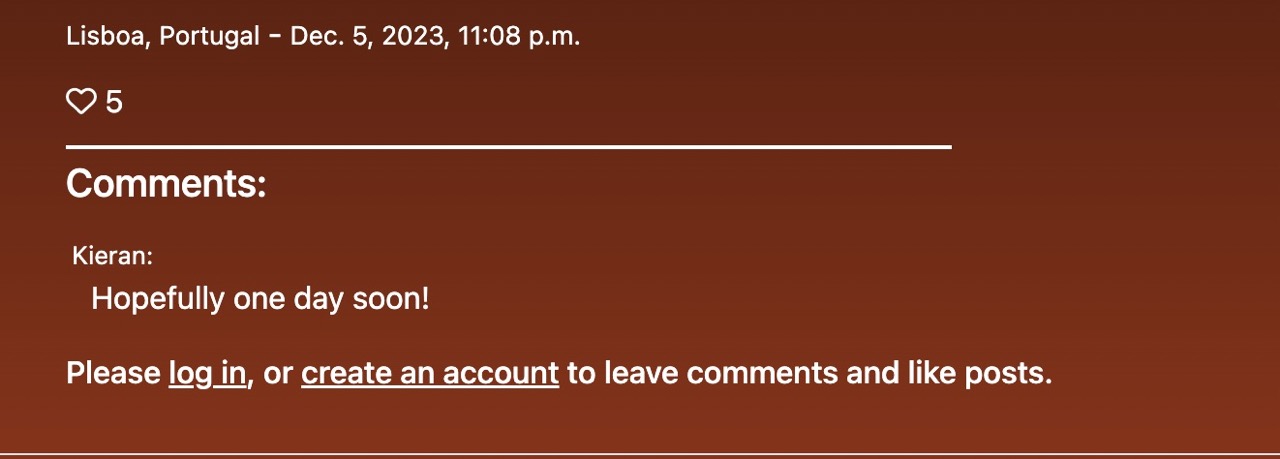 Lisboa, Portugal – Dec. 5, 2023, 11:08 p.m.
5
Comments:
Kieran:
Hopefully one day soon!
Please log in, or create an account to leave comments and like posts.